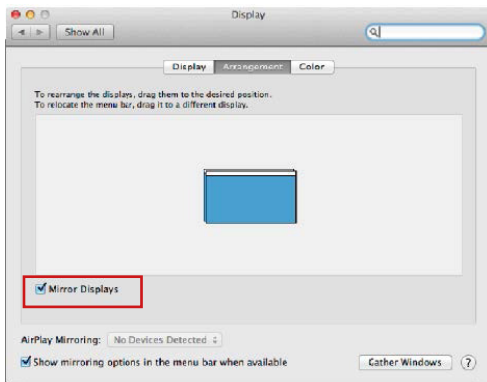 Display
Show All
Display Arrangement Color
To rearrange the displays, drag them to the desired position.
To relocate the menu bar, drag it to a different display.
Mirror Displays
AirPlay Mirroring: No Devices Detected
Show mirroring options in the menu bar when available
Gather Windows ?